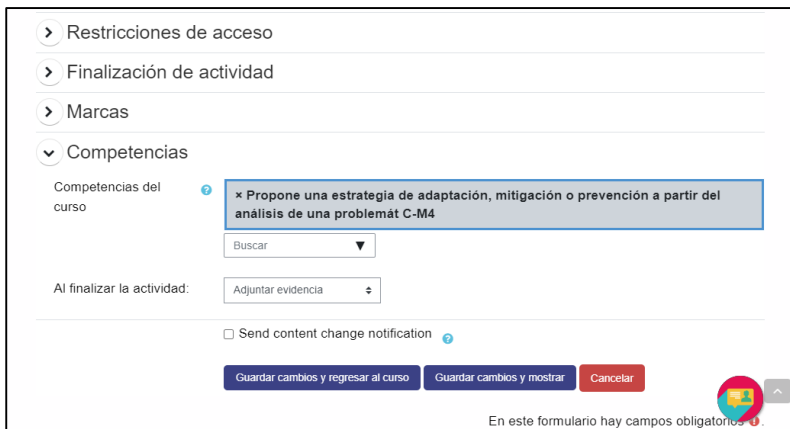 Restricciones de acceso
Finalización de actividad
Marcas
Competencias
Competencias del
curso
× Propone una estrategia de adaptación, mitigación o prevención a partir del
análisis de una problemát C-M4
Buscar
Al finalizar la actividad:
Adjuntar evidencia
Send content change notification
Guardar cambios y regresar al curso
Guardar cambios y mostrar
Cancelar
En este formulario hay campos obligatorios